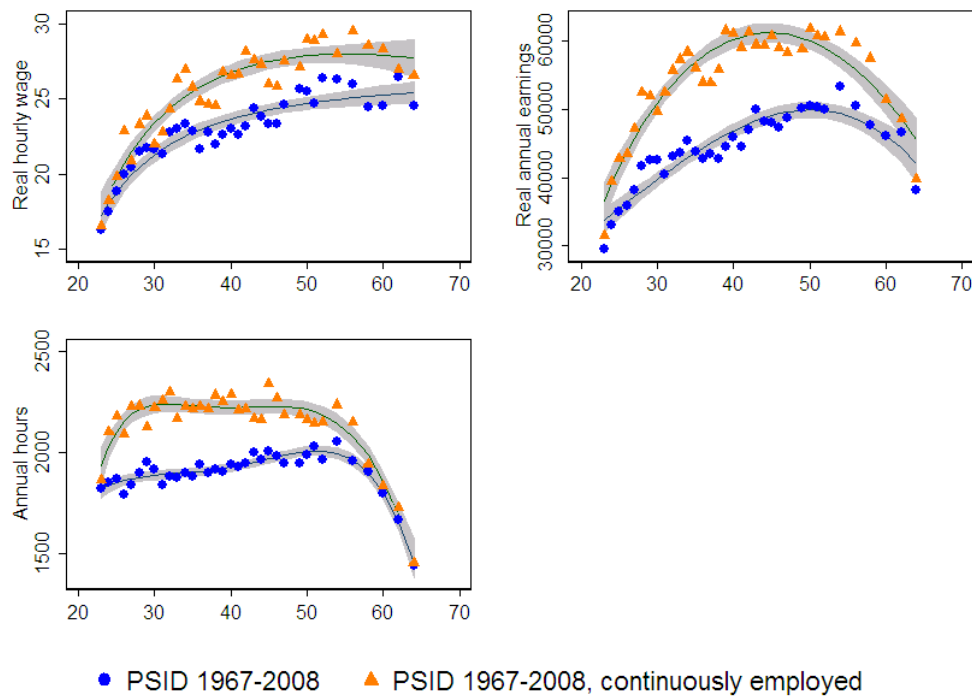 Real hourly wage
30
25
20
15
20 30 40 50 60 70
Real annual earnings
60000
50000
40000
30000
20 30 40 50 60 70
Annual hours
2500
2000
1500
20 30 40 50 60 70
PSID 1967-2008 PSID 1967-2008, continuously employed